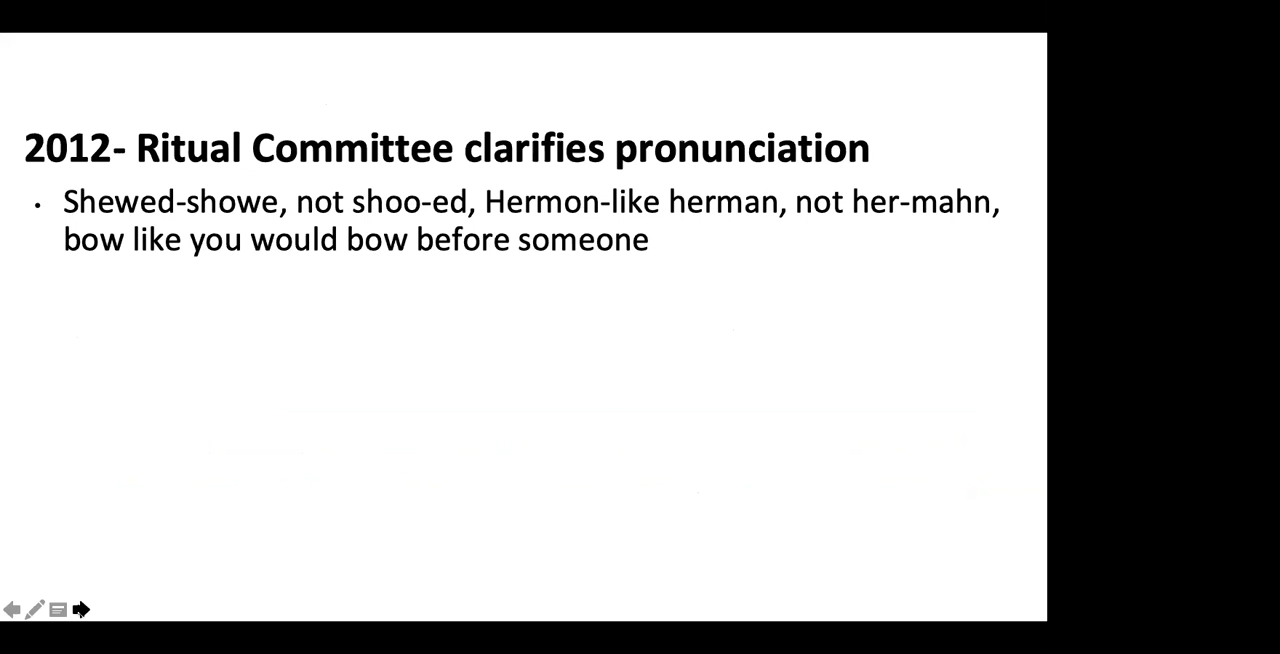 2012- Ritual Committee clarifies pronunciation
• Shewed-showe, not shoo-ed, Hermon-like herman, not her-mahn,
bow like you would bow before someone